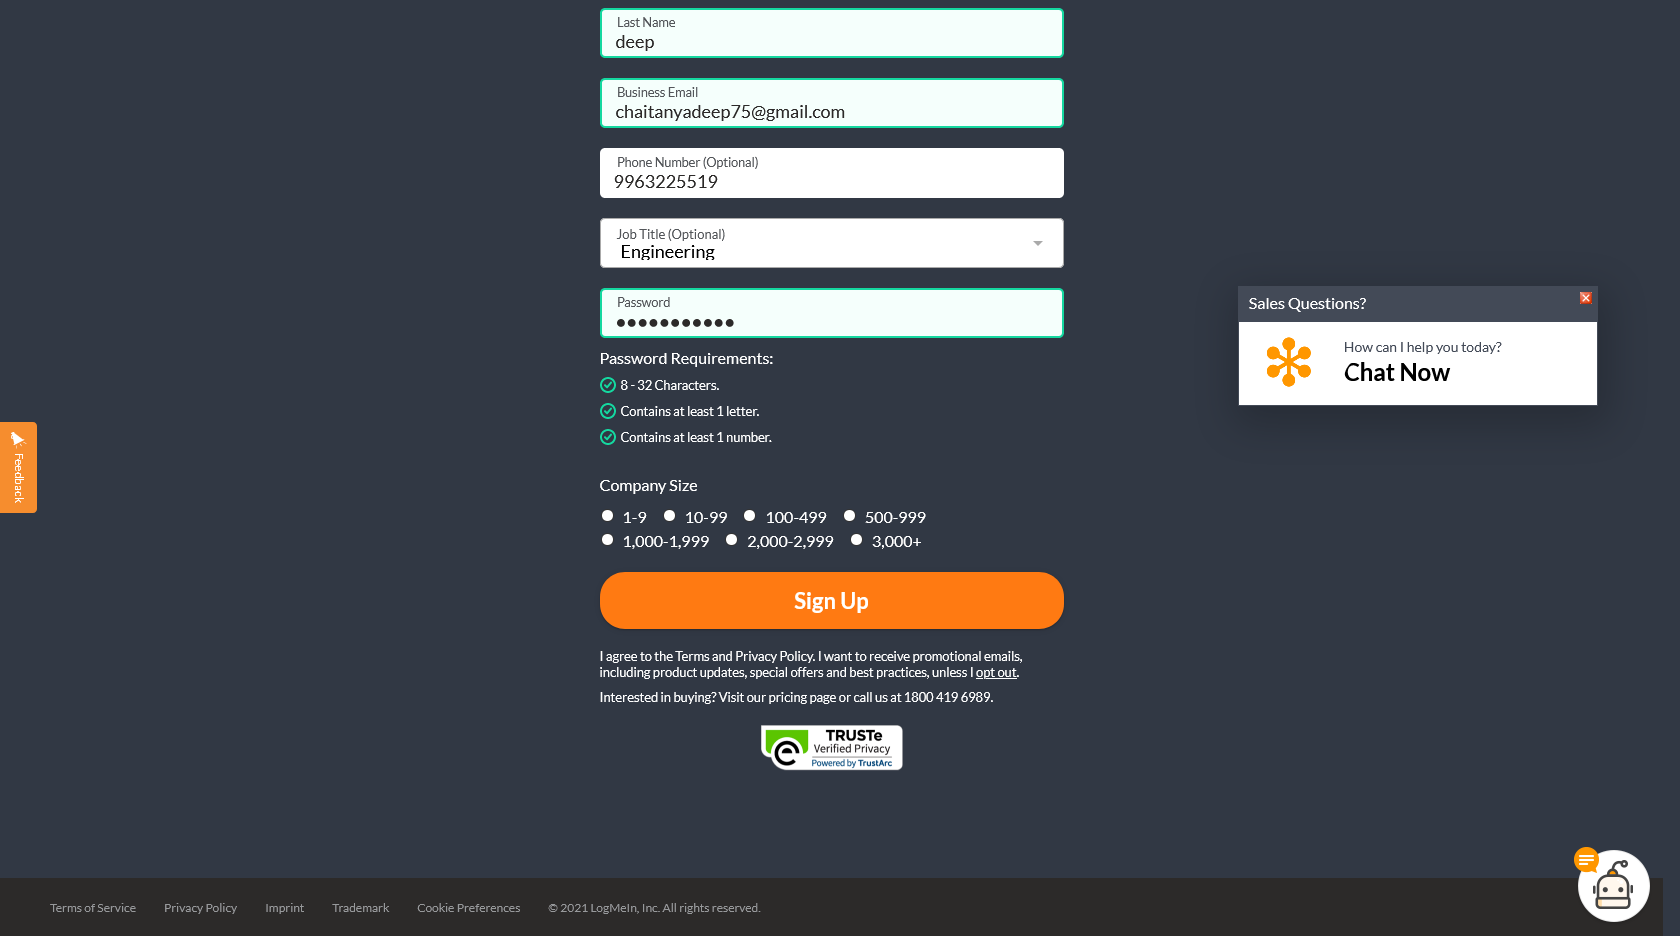 Last Name
deep
Business Email
chaitanyadeep75@gmail.com
Phone Number (Optional)
9963225519
Job Title (Optional)
Engineering
Password
Password Requirements:
8 - 32 Characters.
Contains at least 1 letter.
Contains at least 1 number.
Company Size
1-9 10-99 100-499 500-999
1,000-1,999 2,000-2,999 3,000+
Sign Up
I agree to the Terms and Privacy Policy. I want to receive promotional emails,
including product updates, special offers and best practices, unless I opt out.
Interested in buying? Visit our pricing page or call us at 1800 419 6989.
TRUSTe
Verified Privacy
Powered by TrustArc
Sales Questions?
How can I help you today?
Chat Now
Feedback
Terms of Service Privacy Policy Imprint Trademark Cookie Preferences © 2021 LogMeIn, Inc. All rights reserved.